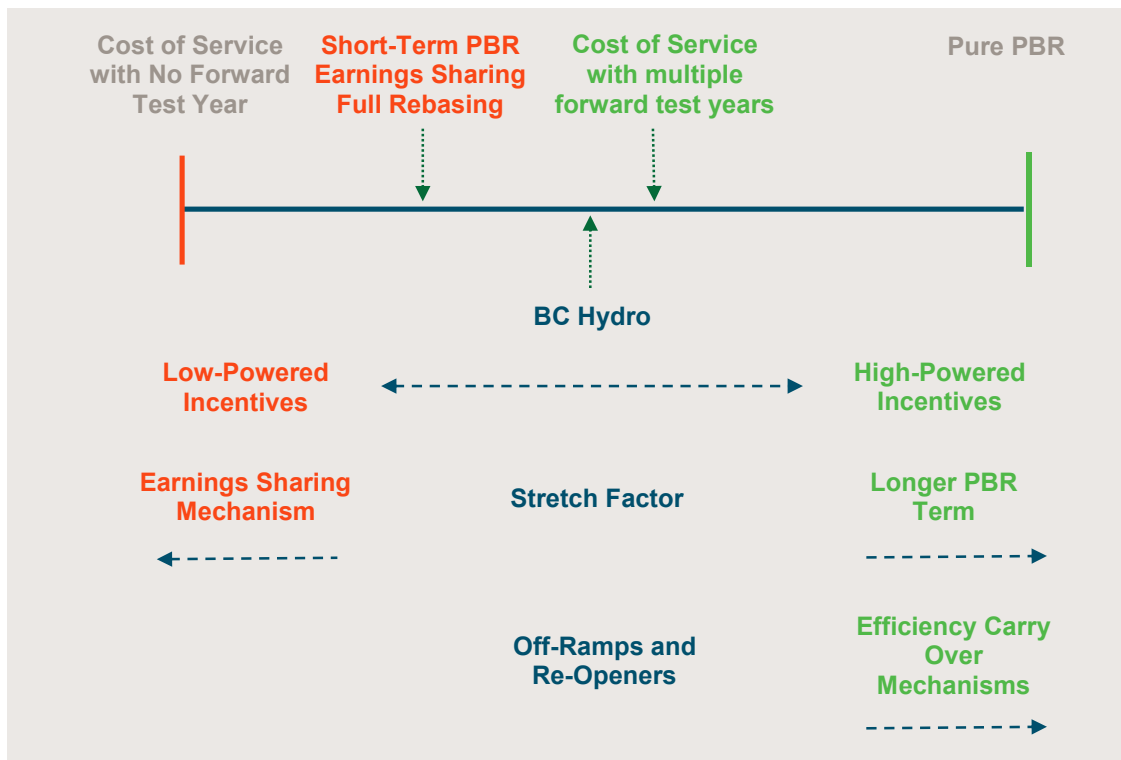 Cost of Service
with No Forward
Test Year
Short-Term PBR
Earnings Sharing
Full Rebasing
Cost of Service
with multiple
forward test years
Pure PBR
BC Hydro
Low-Powered
Incentives
High-Powered
Incentives
Earnings Sharing
Mechanism
Stretch Factor
Longer PBR
Term
Off-Ramps and
Re-Openers
Efficiency Carry
Over
Mechanisms